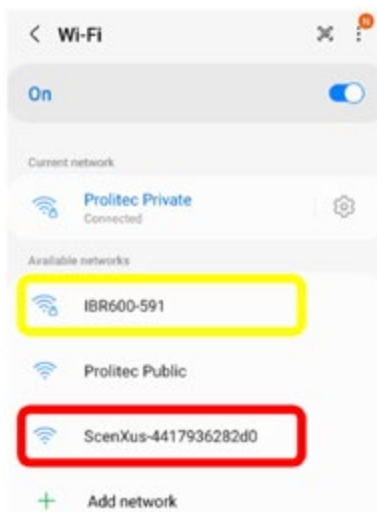 Wi-Fi
N
On
Current network
Prolitec Private
Connected
Available networks
IBR600-591
Prolitec Public
ScenXus-4417936282d0
Add network